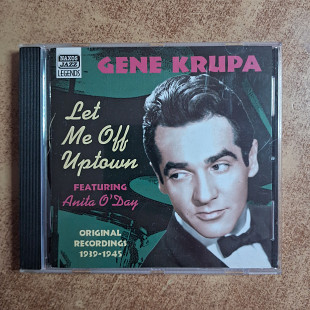 NAXOS
JAZZ
LEGENDS
GENE KRUPA
Let
Me Off
Uptown
FEATURING
Anita O'Day
ORIGINAL
RECORDINGS
1939-1945